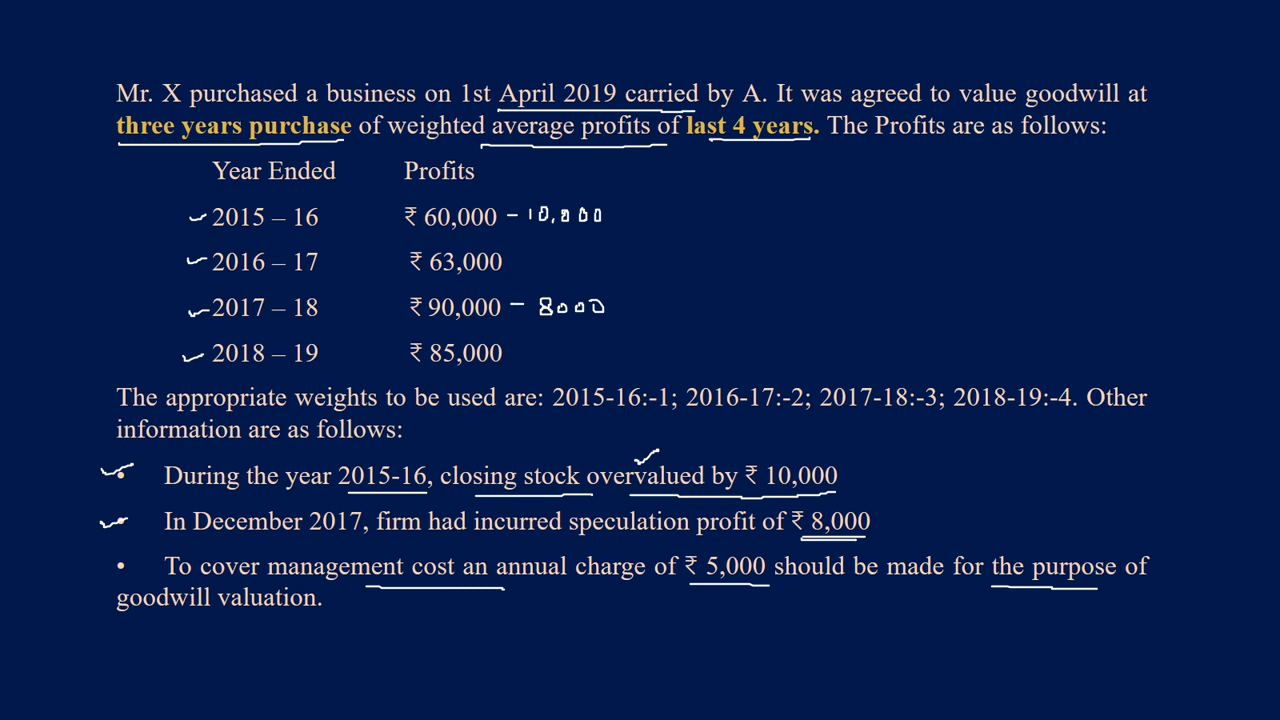 Mr. X purchased a business on 1st April 2019 carried by A. It was agreed to value goodwill at
three years purchase of weighted average profits of last 4 years. The Profits are as follows:
Year Ended Profits
2015 – 16 ₹ 60,000 – 10,000
2016 – 17 ₹ 63,000
2017 – 18 ₹ 90,000 – 8000
2018 – 19 ₹ 85,000
The appropriate weights to be used are: 2015-16:-1; 2016-17:-2; 2017-18:-3; 2018-19:-4. Other
information are as follows:
• During the year 2015-16, closing stock overvalued by ₹ 10,000
• In December 2017, firm had incurred speculation profit of ₹ 8,000
• To cover management cost an annual charge of ₹ 5,000 should be made for the purpose of
goodwill valuation.